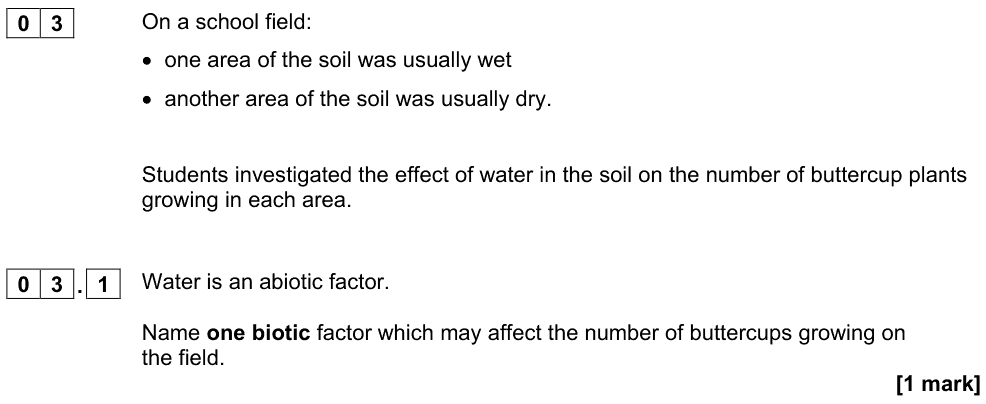 0 3 On a school field:
• one area of the soil was usually wet
• another area of the soil was usually dry.
Students investigated the effect of water in the soil on the number of buttercup plants
growing in each area.
0 3 . 1 Water is an abiotic factor.
Name one biotic factor which may affect the number of buttercups growing on
the field.
[1 mark]